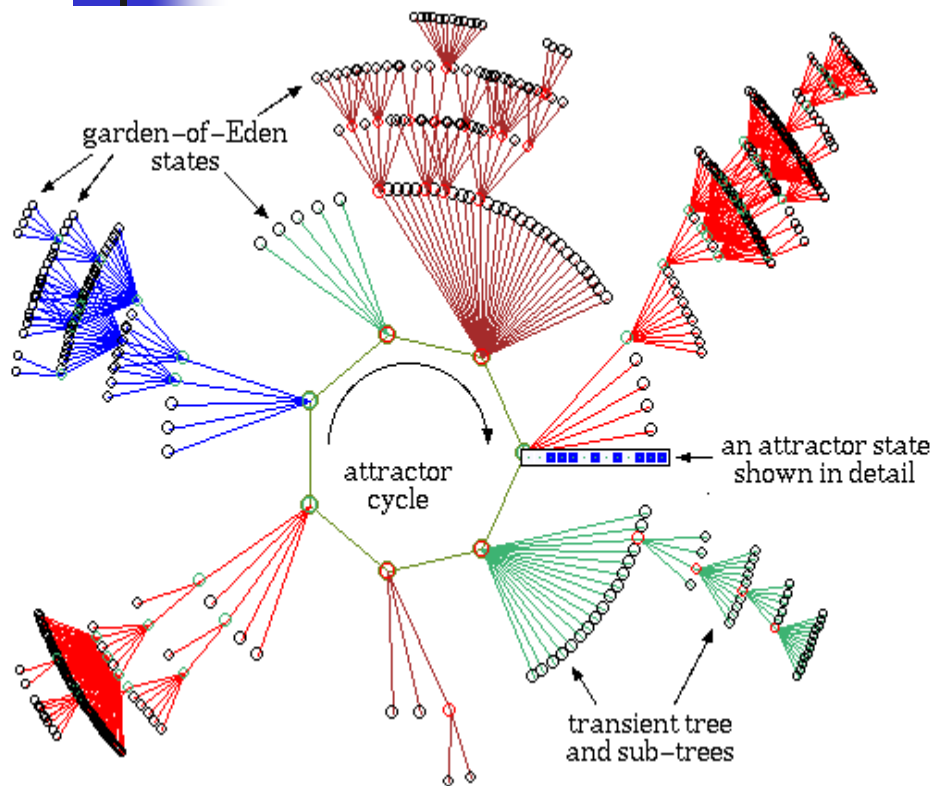 garden-of-Eden
states
attractor
cycle
an attractor state
shown in detail
transient tree
and sub-trees